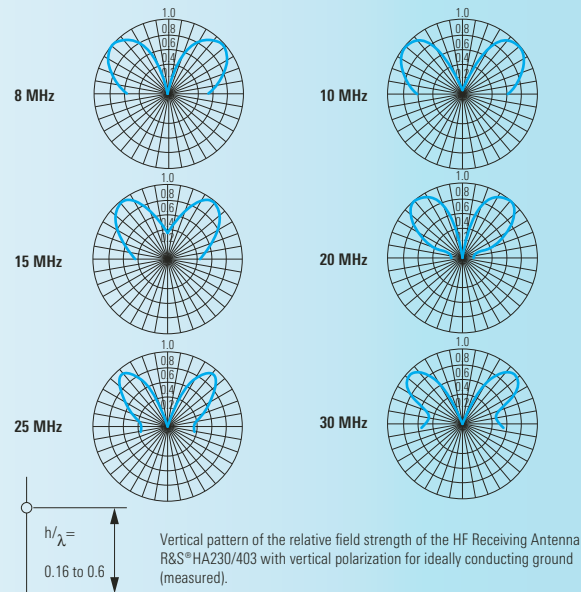 1.0
0.8
0.6
0.4
8 MHz
1.0
0.8
0.6
0.4
10 MHz
1.0
0.8
0.6
0.4
15 MHz
1.0
0.8
0.6
0.4
20 MHz
1.0
0.8
0.6
0.4
25 MHz
1.0
0.8
0.6
0.4
30 MHz
h/λ=
0.16 to 0.6
Vertical pattern of the relative field strength of the HF Receiving Antenna
R&S®HA230/403 with vertical polarization for ideally conducting ground
(measured).